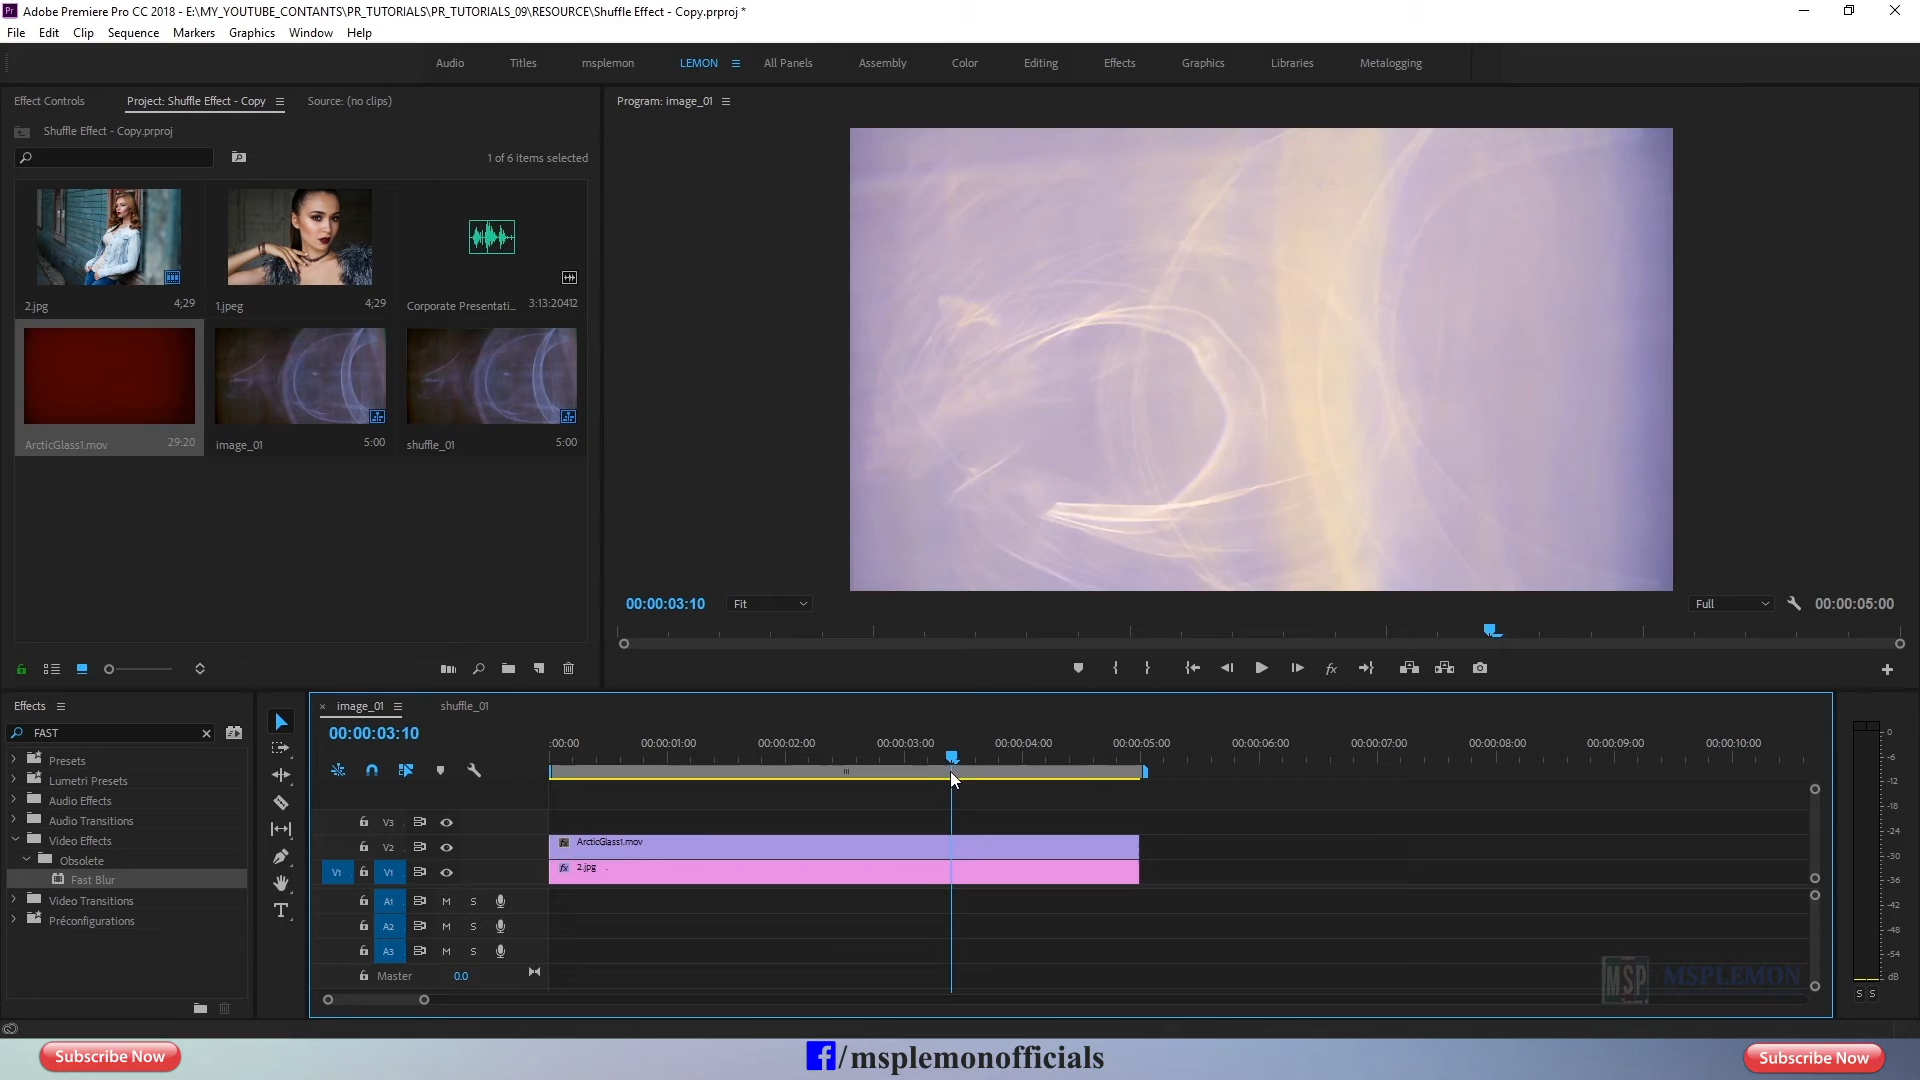 Adobe Premiere Pro CC 2018 - E:\MY_YOUTUBE_CONTANTS\PR_TUTORIALS\PR_TUTORIALS_09\RESOURCE\Shuffle Effect - Copy.prproj *
File Edit Clip Sequence Markers Graphics Window Help
Audio Titles msplemon LEMON All Panels Assembly Color Editing Effects Graphics Libraries Metalogging
Effect Controls Project: Shuffle Effect - Copy Source: (no clips)
Program: image_01
Shuffle Effect - Copy.prproj
1 of 6 items selected
2.jpg 4;29
1.jpeg 4;29
Corporate Presentati... 3:13:20412
ArcticGlass1.mov 29:20
image_01 5:00
shuffle_01 5:00
00:00:03:10 Fit Full 00:00:05:00
Effects
FAST
Presets
Lumetri Presets
Audio Effects
Audio Transitions
Video Effects
Obsolete
Fast Blur
Video Transitions
Préconfigurations
image_01 shuffle_01
00:00:03:10
:00:00 00:00:01:00 00:00:02:00 00:00:03:00 00:00:04:00 00:00:05:00 00:00:06:00 00:00:07:00 00:00:08:00 00:00:09:00 00:00:10:00
V3
V2 ArcticGlass1.mov
V1 V1 2.jpg
A1 M S
A2 M S
A3 M S
Master 0.0
0
-6
-12
-18
-24
-30
-36
-42
-48
-54
dB
S S
MSP MSPLEMON
Subscribe Now
f/msplemonofficials
Subscribe Now